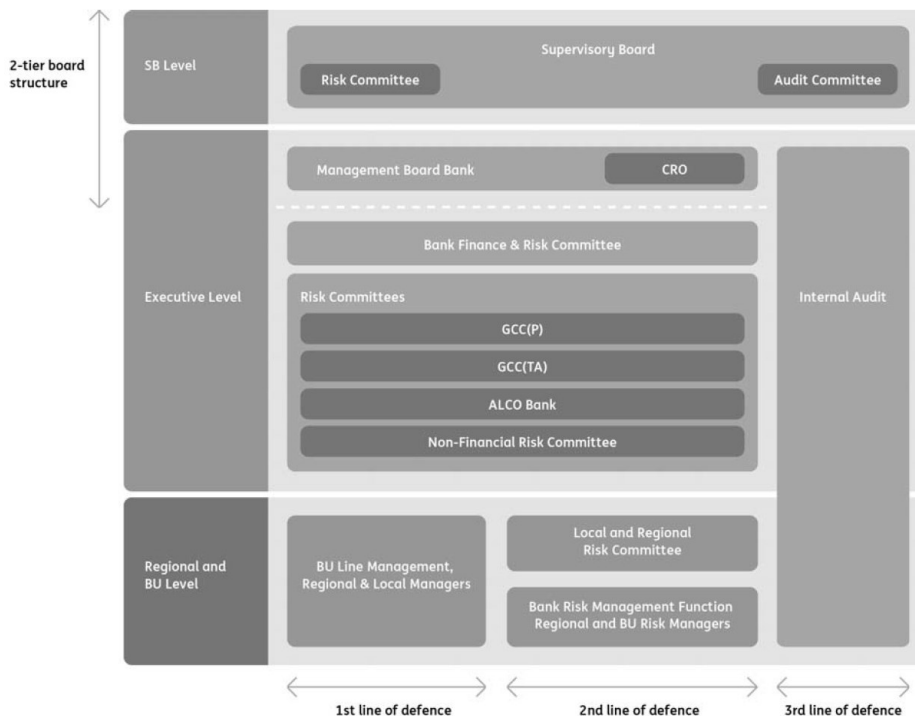 2-tier board
structure
SB Level
Supervisory Board
Risk Committee
Audit Committee
Executive Level
Management Board Bank
CRO
Bank Finance & Risk Committee
Risk Committees
GCC(P)
GCC(TA)
ALCO Bank
Non-Financial Risk Committee
Internal Audit
Regional and
BU Level
BU Line Management,
Regional & Local Managers
Local and Regional
Risk Committee
Bank Risk Management Function
Regional and BU Risk Managers
1st line of defence
2nd line of defence
3rd line of defence